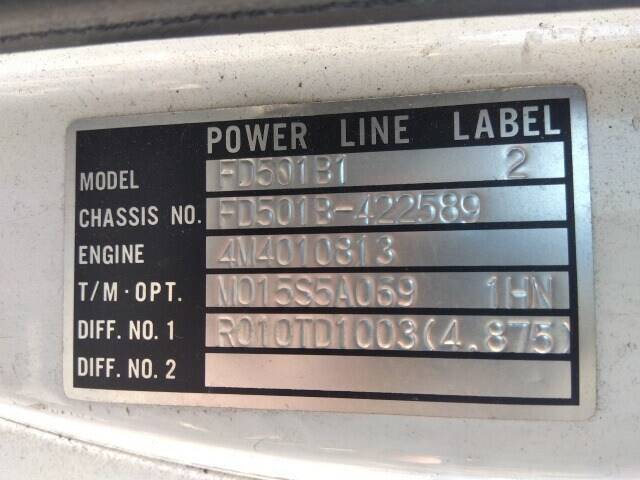 POWER LINE LABEL
MODEL FD501B1 2
CHASSIS NO. FD501B-422589
ENGINE 4M4010813
T/M·OPT. M015S5A069 1HN
DIFF. NO. 1 R010TD1003(4.875)
DIFF. NO. 2